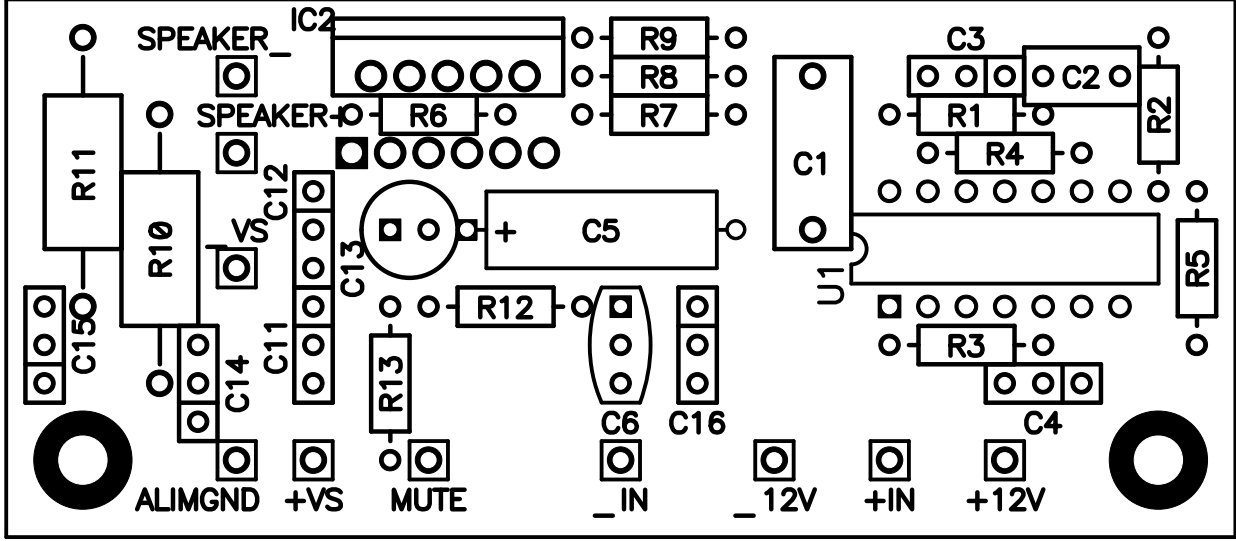 IC2
SPEAKER_
R9
C3
R8
C2
SPEAKER+
R6
R7
R1
R2
R11
R4
C1
C12
R10
_VS
+
C5
C13
U1
R5
R12
C15
C11
R3
C14
R13
C6
C16
C4
ALIMGND
+VS
MUTE
_IN
_12V
+IN
+12V